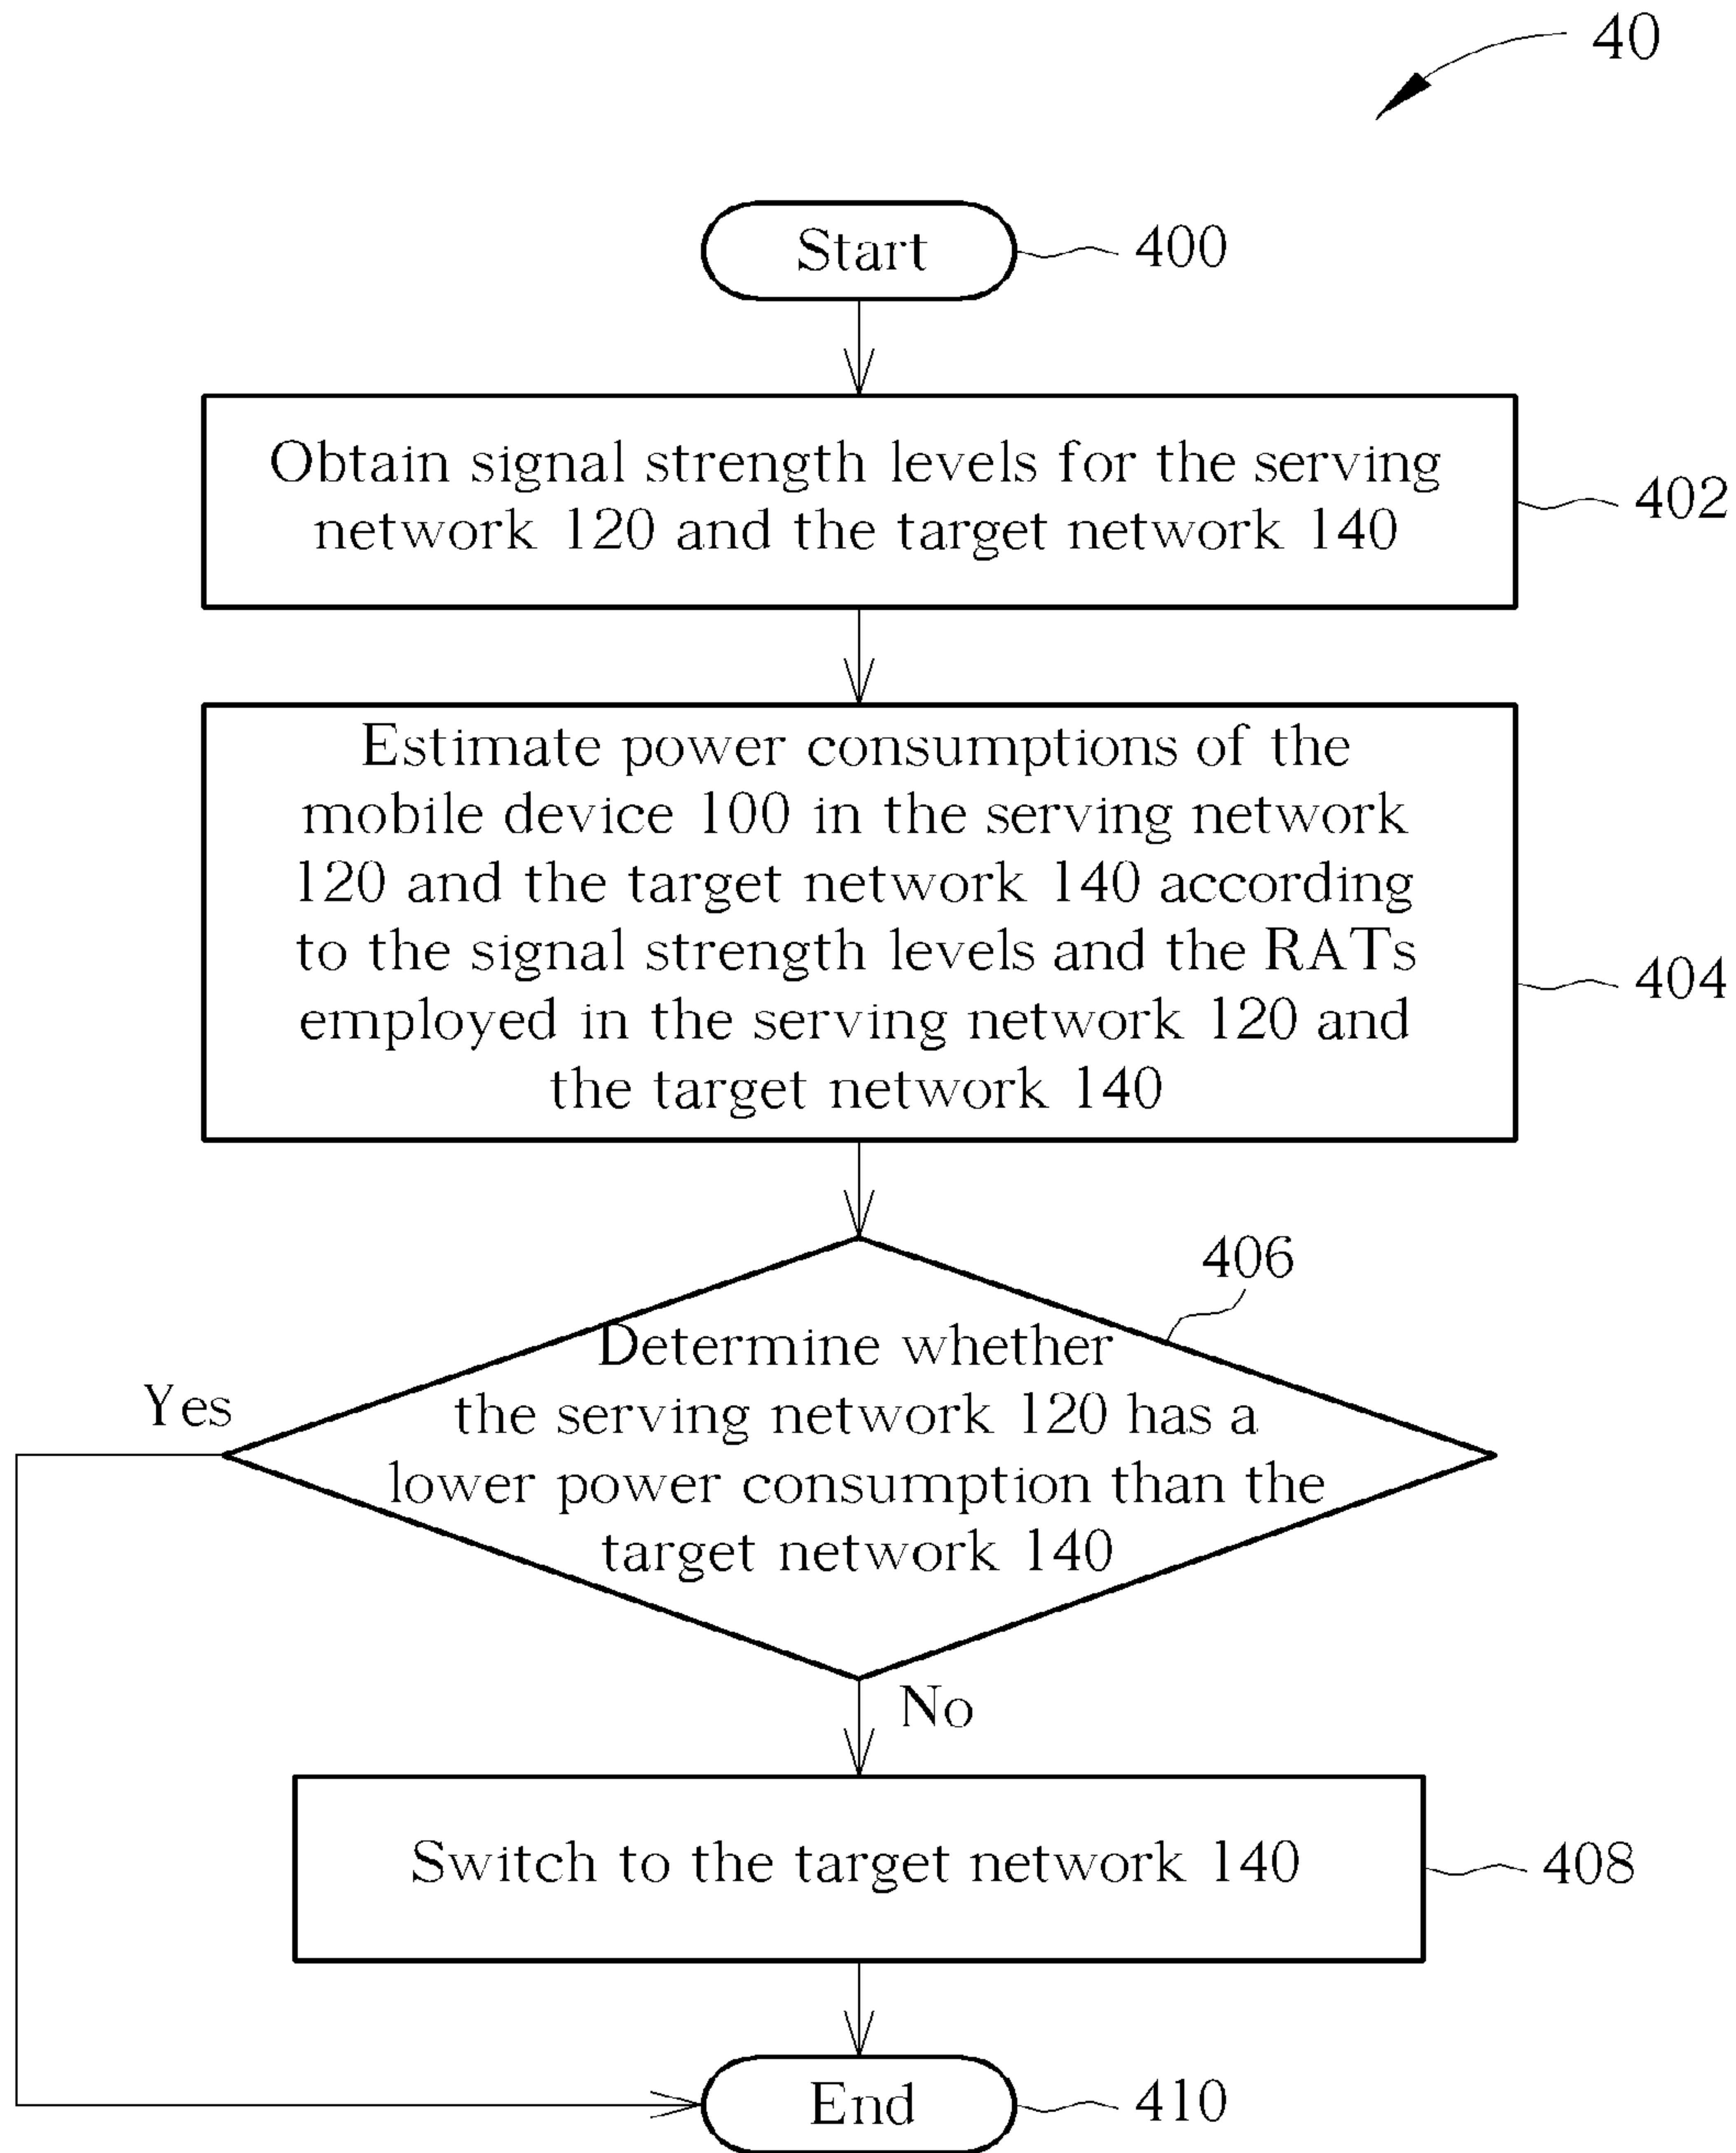 40
Start
400
Obtain signal strength levels for the serving
network 120 and the target network 140
402
Estimate power consumptions of the
mobile device 100 in the serving network
120 and the target network 140 according
to the signal strength levels and the RATs
employed in the serving network 120 and
the target network 140
404
406
Determine whether
the serving network 120 has a
lower power consumption than the
target network 140
Yes
No
Switch to the target network 140
408
End
410